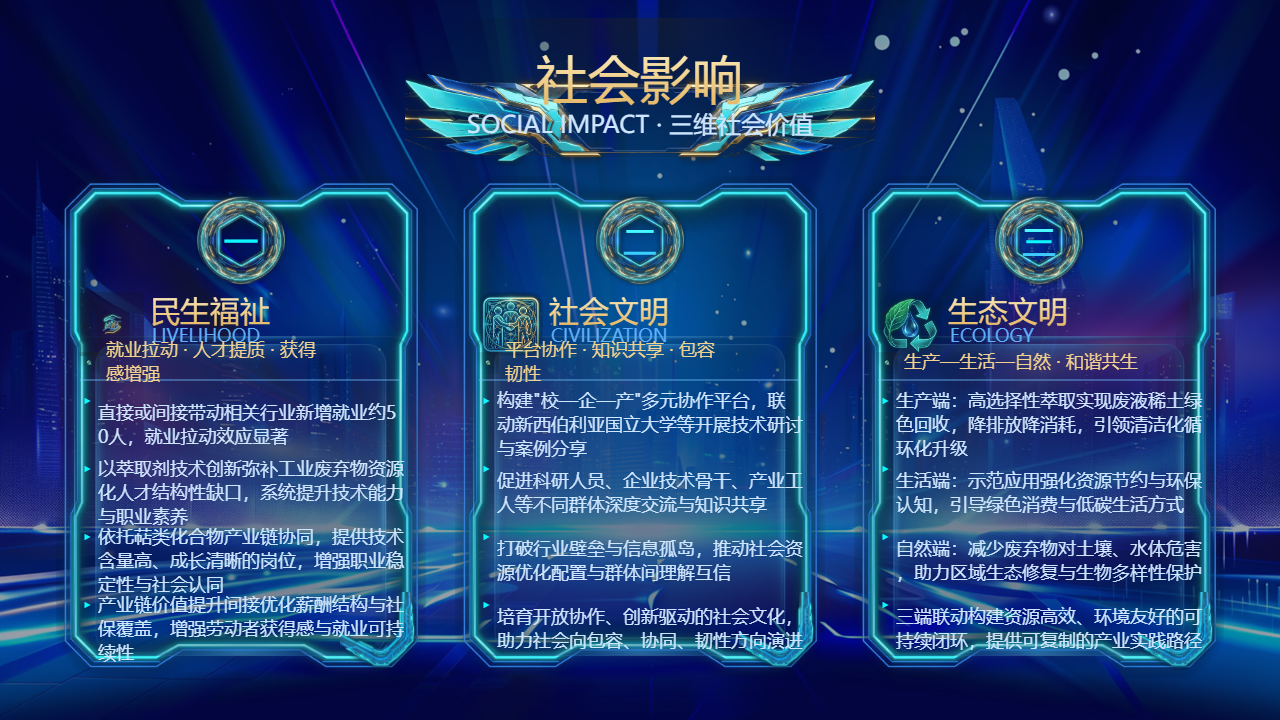 社会影响
SOCIAL IMPACT · 三维社会价值
一
民生福祉
LIVELIHOOD
就业拉动 · 人才提质 · 获得
感增强
直接或间接带动相关行业新增就业约5
0人，就业拉动效应显著
以萃取剂技术创新弥补工业废弃物资源
化人才结构性缺口，系统提升技术能力
与职业素养
依托萜类化合物产业链协同，提供技术
含量高、成长清晰的岗位，增强职业稳
定性与社会认同
产业链价值提升间接优化薪酬结构与社
保覆盖，增强劳动者获得感与就业可持
续性
二
社会文明
CIVILIZATION
平台协作 · 知识共享 · 包容
韧性
构建"校—企—产"多元协作平台，联
动新西伯利亚国立大学等开展技术研讨
与案例分享
促进科研人员、企业技术骨干、产业工
人等不同群体深度交流与知识共享
打破行业壁垒与信息孤岛，推动社会资
源优化配置与群体间理解互信
培育开放协作、创新驱动的社会文化，
助力社会向包容、协同、韧性方向演进
三
生态文明
ECOLOGY
生产—生活—自然 · 和谐共生
生产端：高选择性萃取实现废液稀土绿
色回收，降排放降消耗，引领清洁化循
环化升级
生活端：示范应用强化资源节约与环保
认知，引导绿色消费与低碳生活方式
自然端：减少废弃物对土壤、水体危害
，助力区域生态修复与生物多样性保护
三端联动构建资源高效、环境友好的可
持续闭环，提供可复制的产业实践路径